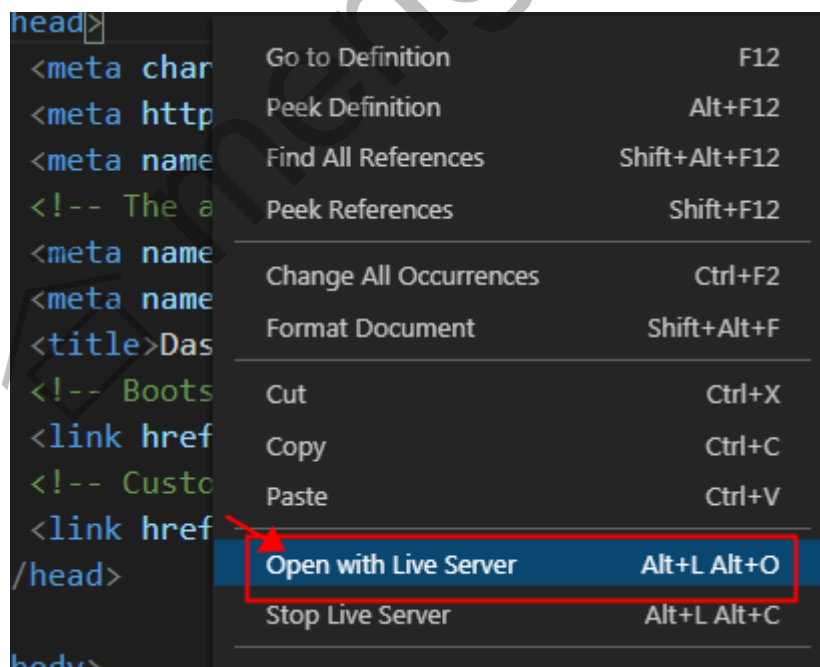 head>
<meta char
<meta http
<meta name
<!-- The a
<meta name
<meta name
<title>Das
<!-- Boots
<link href
<!-- Custo
<link href
/head>
body>
Go to Definition F12
Peek Definition Alt+F12
Find All References Shift+Alt+F12
Peek References Shift+F12
Change All Occurrences Ctrl+F2
Format Document Shift+Alt+F
Cut Ctrl+X
Copy Ctrl+C
Paste Ctrl+V
Open with Live Server Alt+L Alt+O
Stop Live Server Alt+L Alt+C